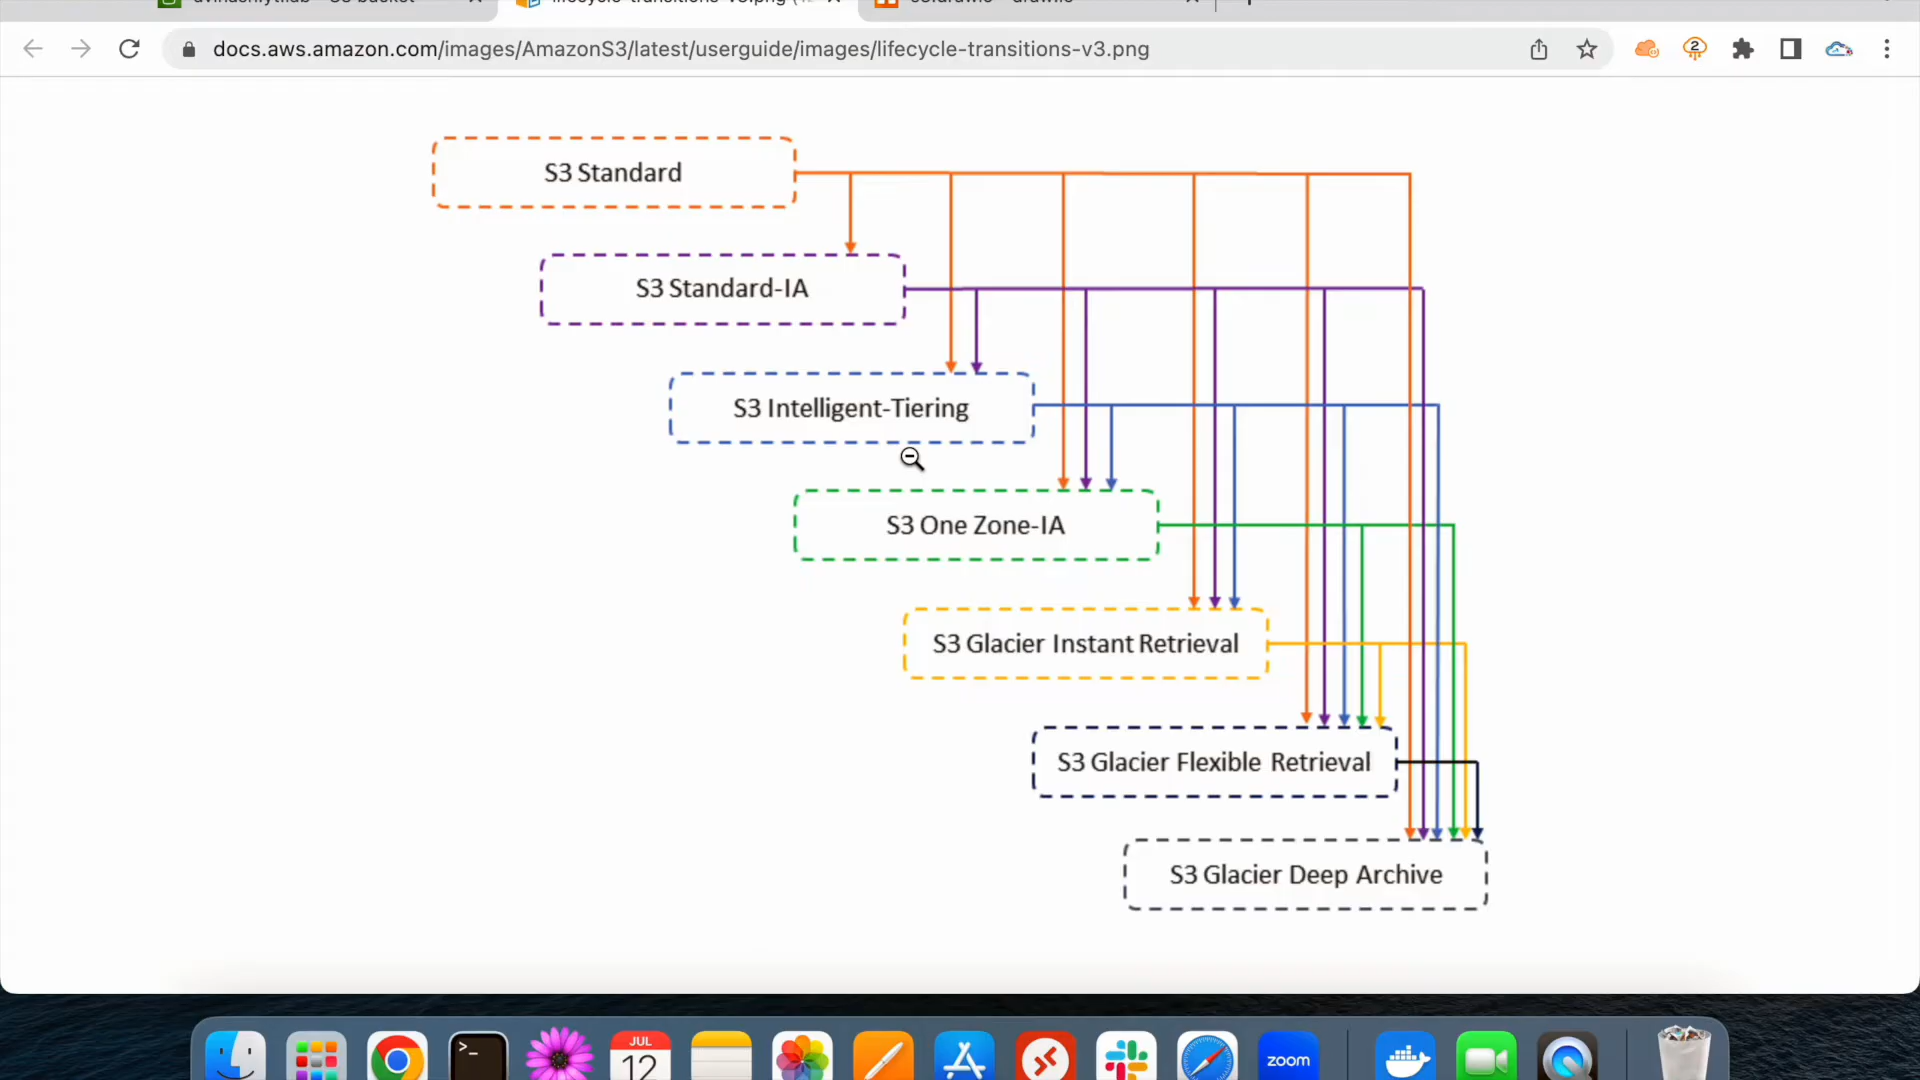 docs.aws.amazon.com/images/AmazonS3/latest/userguide/images/lifecycle-transitions-v3.png
2
S3 Standard
S3 Standard-IA
S3 Intelligent-Tiering
S3 One Zone-IA
S3 Glacier Instant Retrieval
S3 Glacier Flexible Retrieval
S3 Glacier Deep Archive
JUL
12
>_
zoom